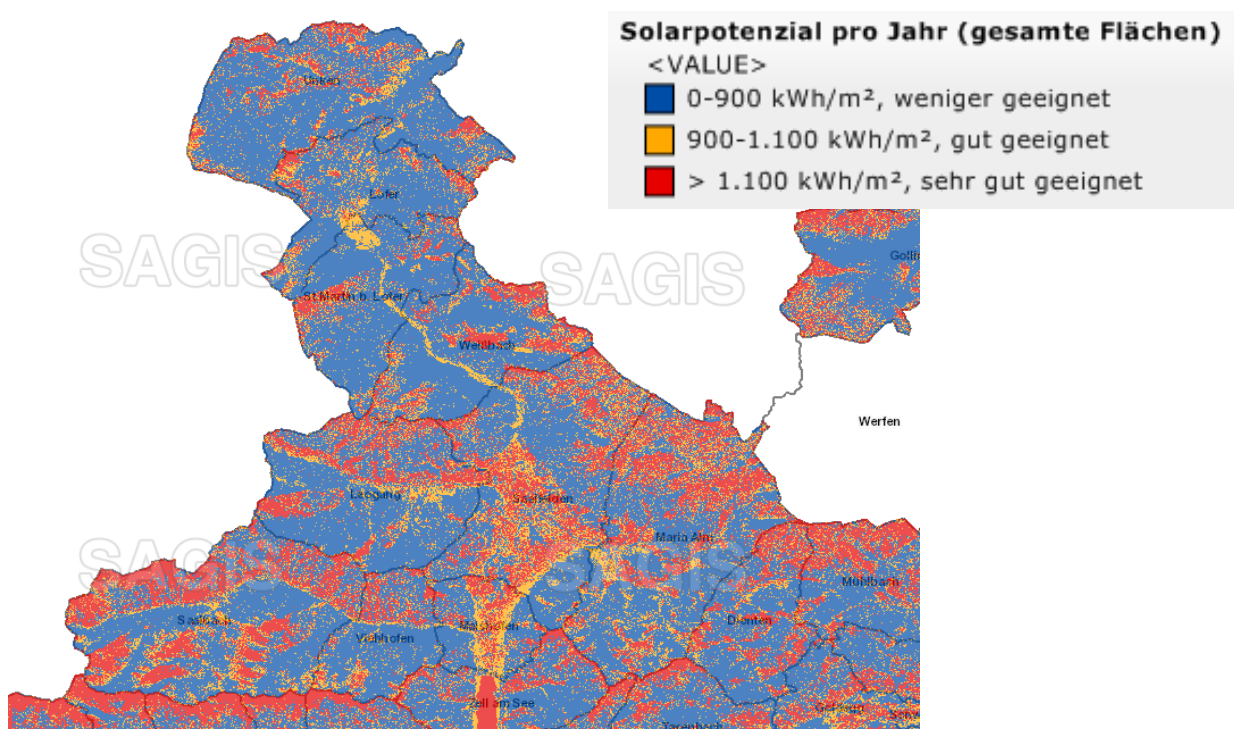 Solarpotenzial pro Jahr (gesamte Flächen)
<VALUE>
0-900 kWh/m², weniger geeignet
900-1.100 kWh/m², gut geeignet
> 1.100 kWh/m², sehr gut geeignet
Unken
Lofer
SAGIS
SAGIS
St.Martin b. Lofer
Weißbach
Werfen
Leogang
Saalfelden
Maria Alm
SAGIS
SAGIS
Mühlbach
Saalbach
Viehhofen
Maishofen
Dienten
Zell am See
Taxenbach